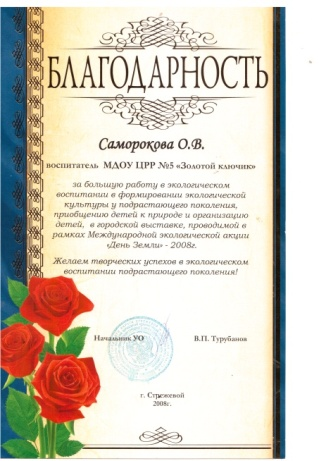 БЛАГОДАРНОСТЬ
Саморокова О.В.
воспитатель МДОУ ЦРР №5 «Золотой ключик»
за большую работу в экологическом
воспитании в формировании экологической
культуры у подрастающего поколения,
приобщению детей к природе и организацию
детей, в городской выставке, проводимой в
рамках Международной экологической акции
«День Земли» - 2008г.
Желаем творческих успехов в экологическом
воспитании подрастающего поколения!
Начальник УО В.П. Турубанов
г. Стрежевой
2008г.